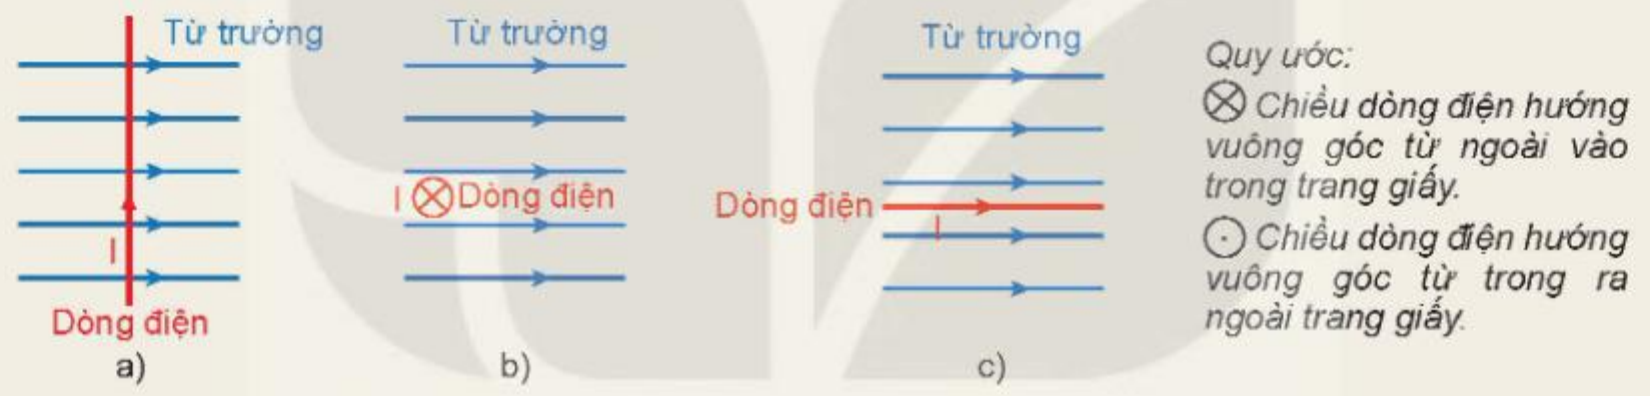 Từ trường
I
Dòng điện
a)
Từ trường
I ⊗ Dòng điện
b)
Từ trường
Dòng điện
I
c)
Quy ước:
⊗ Chiều dòng điện hướng
vuông góc từ ngoài vào
trong trang giấy.
⊙ Chiều dòng điện hướng
vuông góc từ trong ra
ngoài trang giấy.